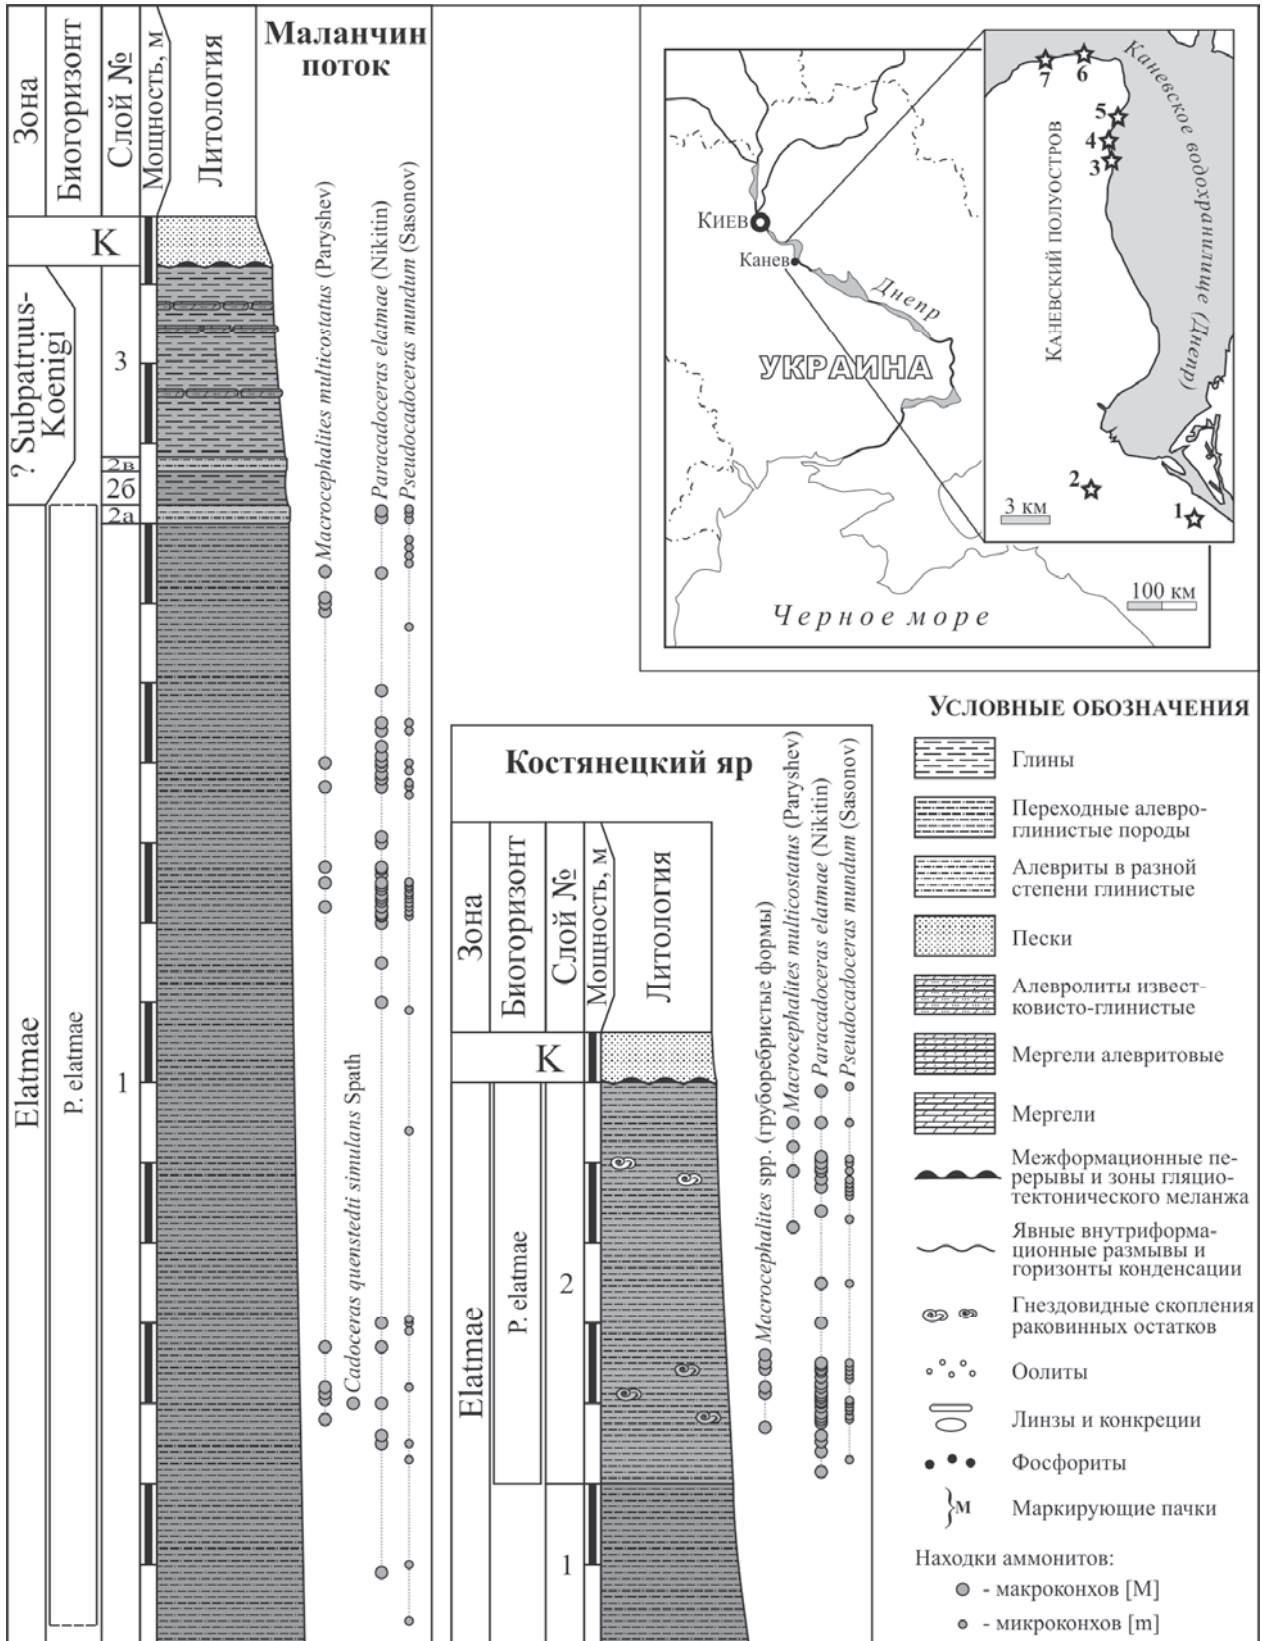 Маланчин
поток
Зона
Биогоризонт
Слой №
Мощность, м
Литология
Macrocephalites multicostatus (Paryshev)
Paracadoceras elatmae (Nikitin)
Pseudocadoceras mundum (Sasonov)
K
? Subpatruus-
Koenigi
3
2в
2б
2а
Elatmae
P. elatmae
1
Cadoceras quenstedti simulans Spath
Киев
Канев
Днепр
УКРАИНА
Черное море
100 км
Каневский полуостров
Каневское водохранилище (Днепр)
7
6
5
4
3
2
1
3 км
Костянецкий яр
Зона
Биогоризонт
Слой №
Мощность, м
Литология
Macrocephalites spp. (груборебристые формы)
Macrocephalites multicostatus (Paryshev)
Paracadoceras elatmae (Nikitin)
Pseudocadoceras mundum (Sasonov)
K
Elatmae
P. elatmae
2
1
Условные обозначения
Глины
Переходные алевро-
глинистые породы
Алевриты в разной
степени глинистые
Пески
Алевролиты извест-
ковисто-глинистые
Мергели алевритовые
Мергели
Межформационные пе-
рерывы и зоны гляцио-
тектонического меланжа
Явные внутриформа-
ционные размывы и
горизонты конденсации
Гнездовидные скопления
раковинных остатков
Оолиты
Линзы и конкреции
Фосфориты
}м Маркирующие пачки
Находки аммонитов:
- макроконхов [M]
- микроконхов [m]